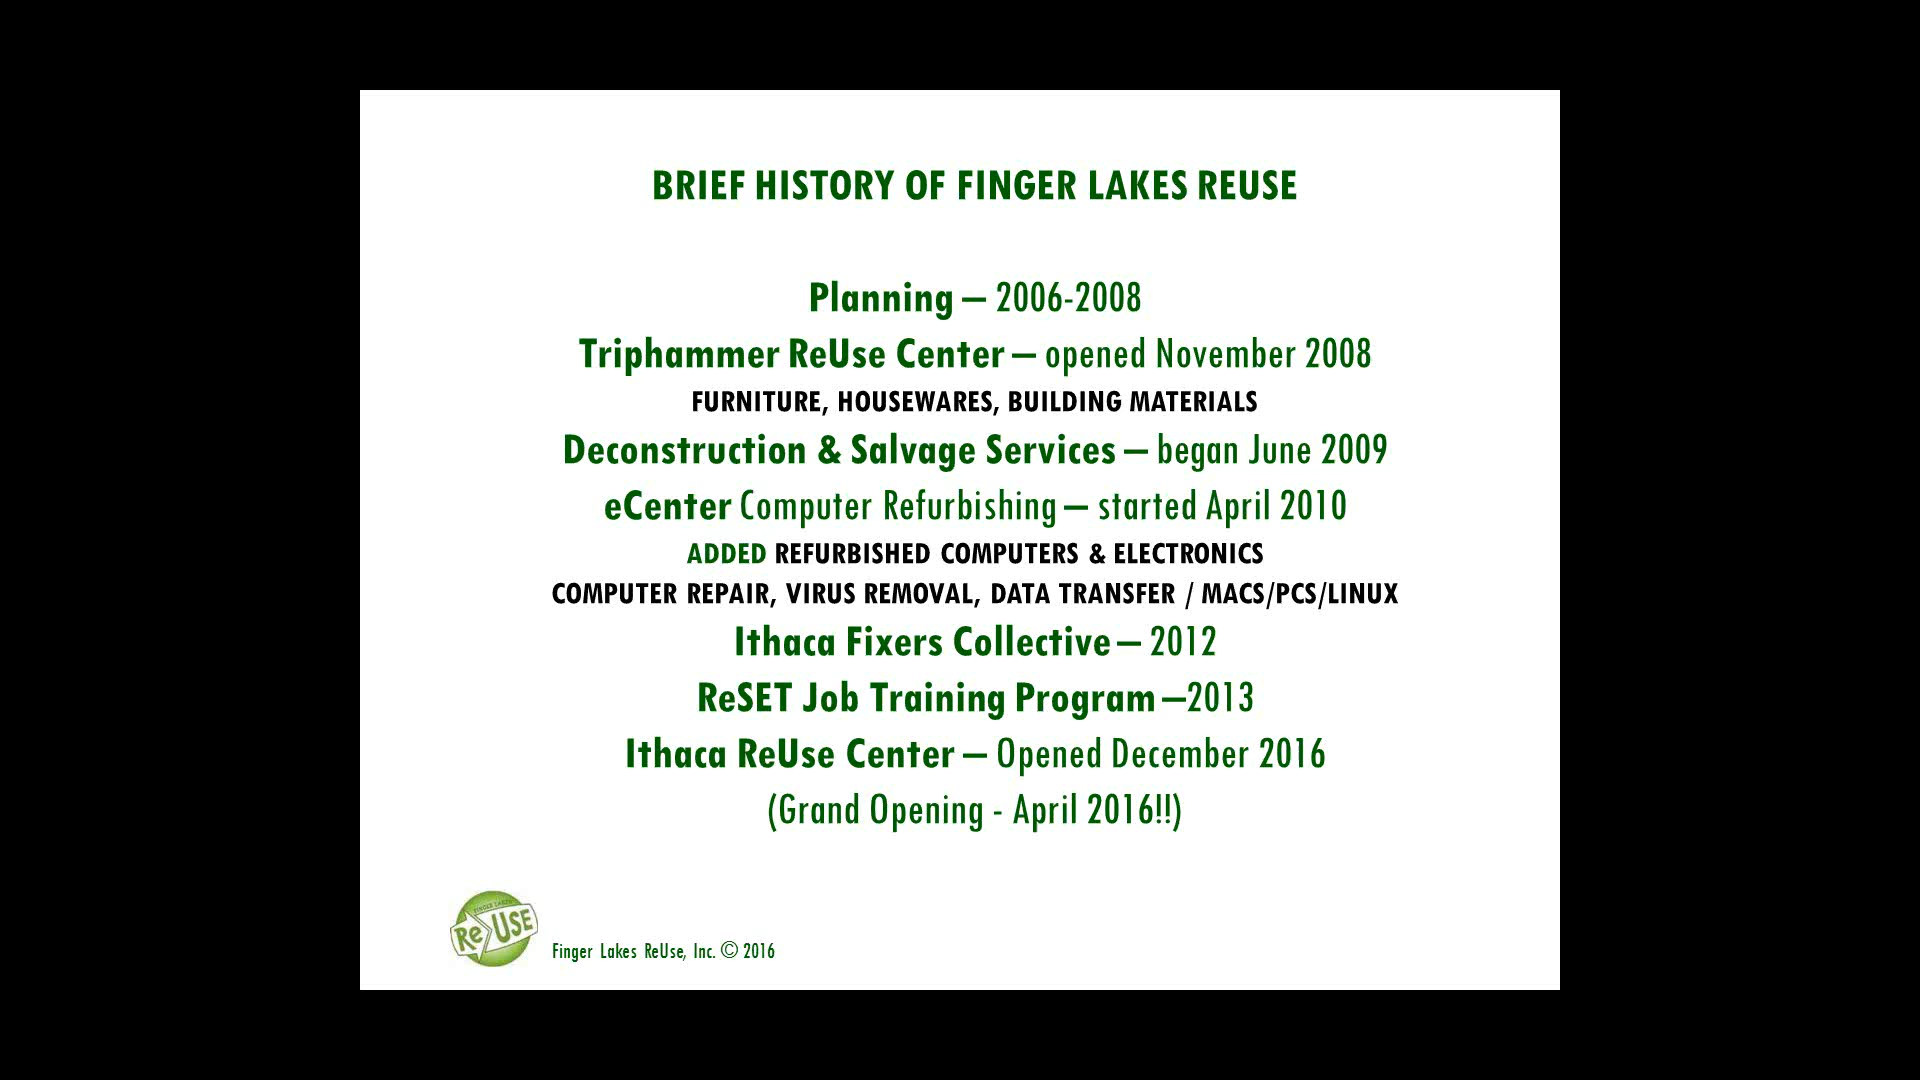 BRIEF HISTORY OF FINGER LAKES REUSE
Planning – 2006-2008
Triphammer ReUse Center – opened November 2008
FURNITURE, HOUSEWARES, BUILDING MATERIALS
Deconstruction & Salvage Services – began June 2009
eCenter Computer Refurbishing – started April 2010
ADDED REFURBISHED COMPUTERS & ELECTRONICS
COMPUTER REPAIR, VIRUS REMOVAL, DATA TRANSFER / MACS/PCS/LINUX
Ithaca Fixers Collective – 2012
ReSET Job Training Program –2013
Ithaca ReUse Center – Opened December 2016
(Grand Opening - April 2016!!)
FINGER LAKES
ReUSE
Finger Lakes ReUse, Inc. © 2016